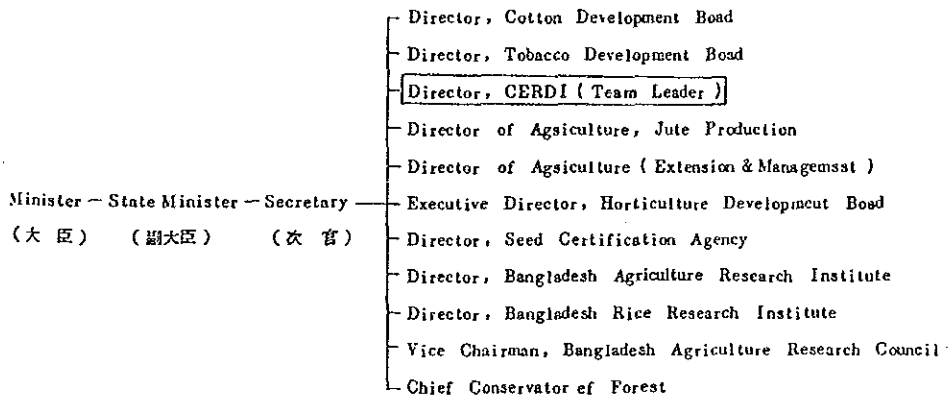 Director, Cotton Development Boad
Director, Tobacco Development Boad
Director, CERDI ( Team Leader )
Director of Agsiculture, Jute Production
Director of Agsiculture ( Extension & Managemsst )
Minister — State Minister — Secretary — Executive Director, Horticulture Developmcut Boad
(大 臣) (副大臣) (次 官)
Director, Seed Certification Agency
Director, Bangladesh Agriculture Research Institute
Director, Bangladesh Rice Research Institute
Vice Chairman, Bangladesh Agriculture Research Council
Chief Conservator ef Forest